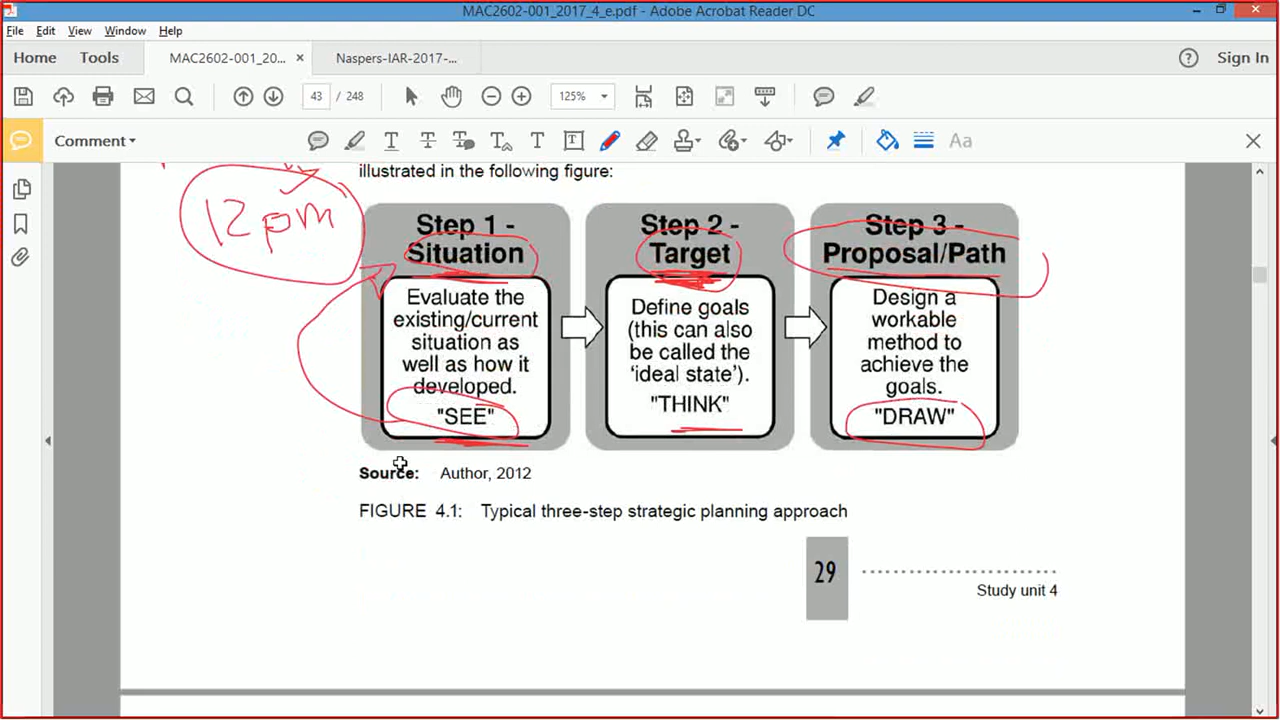 MAC2602-001_2017_4_e.pdf - Adobe Acrobat Reader DC
File Edit View Window Help
Home Tools MAC2602-001_20... × Naspers-IAR-2017-... Sign In
43 / 248 125%
Comment
illustrated in the following figure:
12pm
Step 1 -
Situation
Evaluate the
existing/current
situation as
well as how it
developed.
"SEE"
Step 2 -
Target
Define goals
(this can also
be called the
'ideal state').
"THINK"
Step 3 -
Proposal/Path
Design a
workable
method to
achieve the
goals.
"DRAW"
Source: Author, 2012
FIGURE 4.1: Typical three-step strategic planning approach
29
Study unit 4